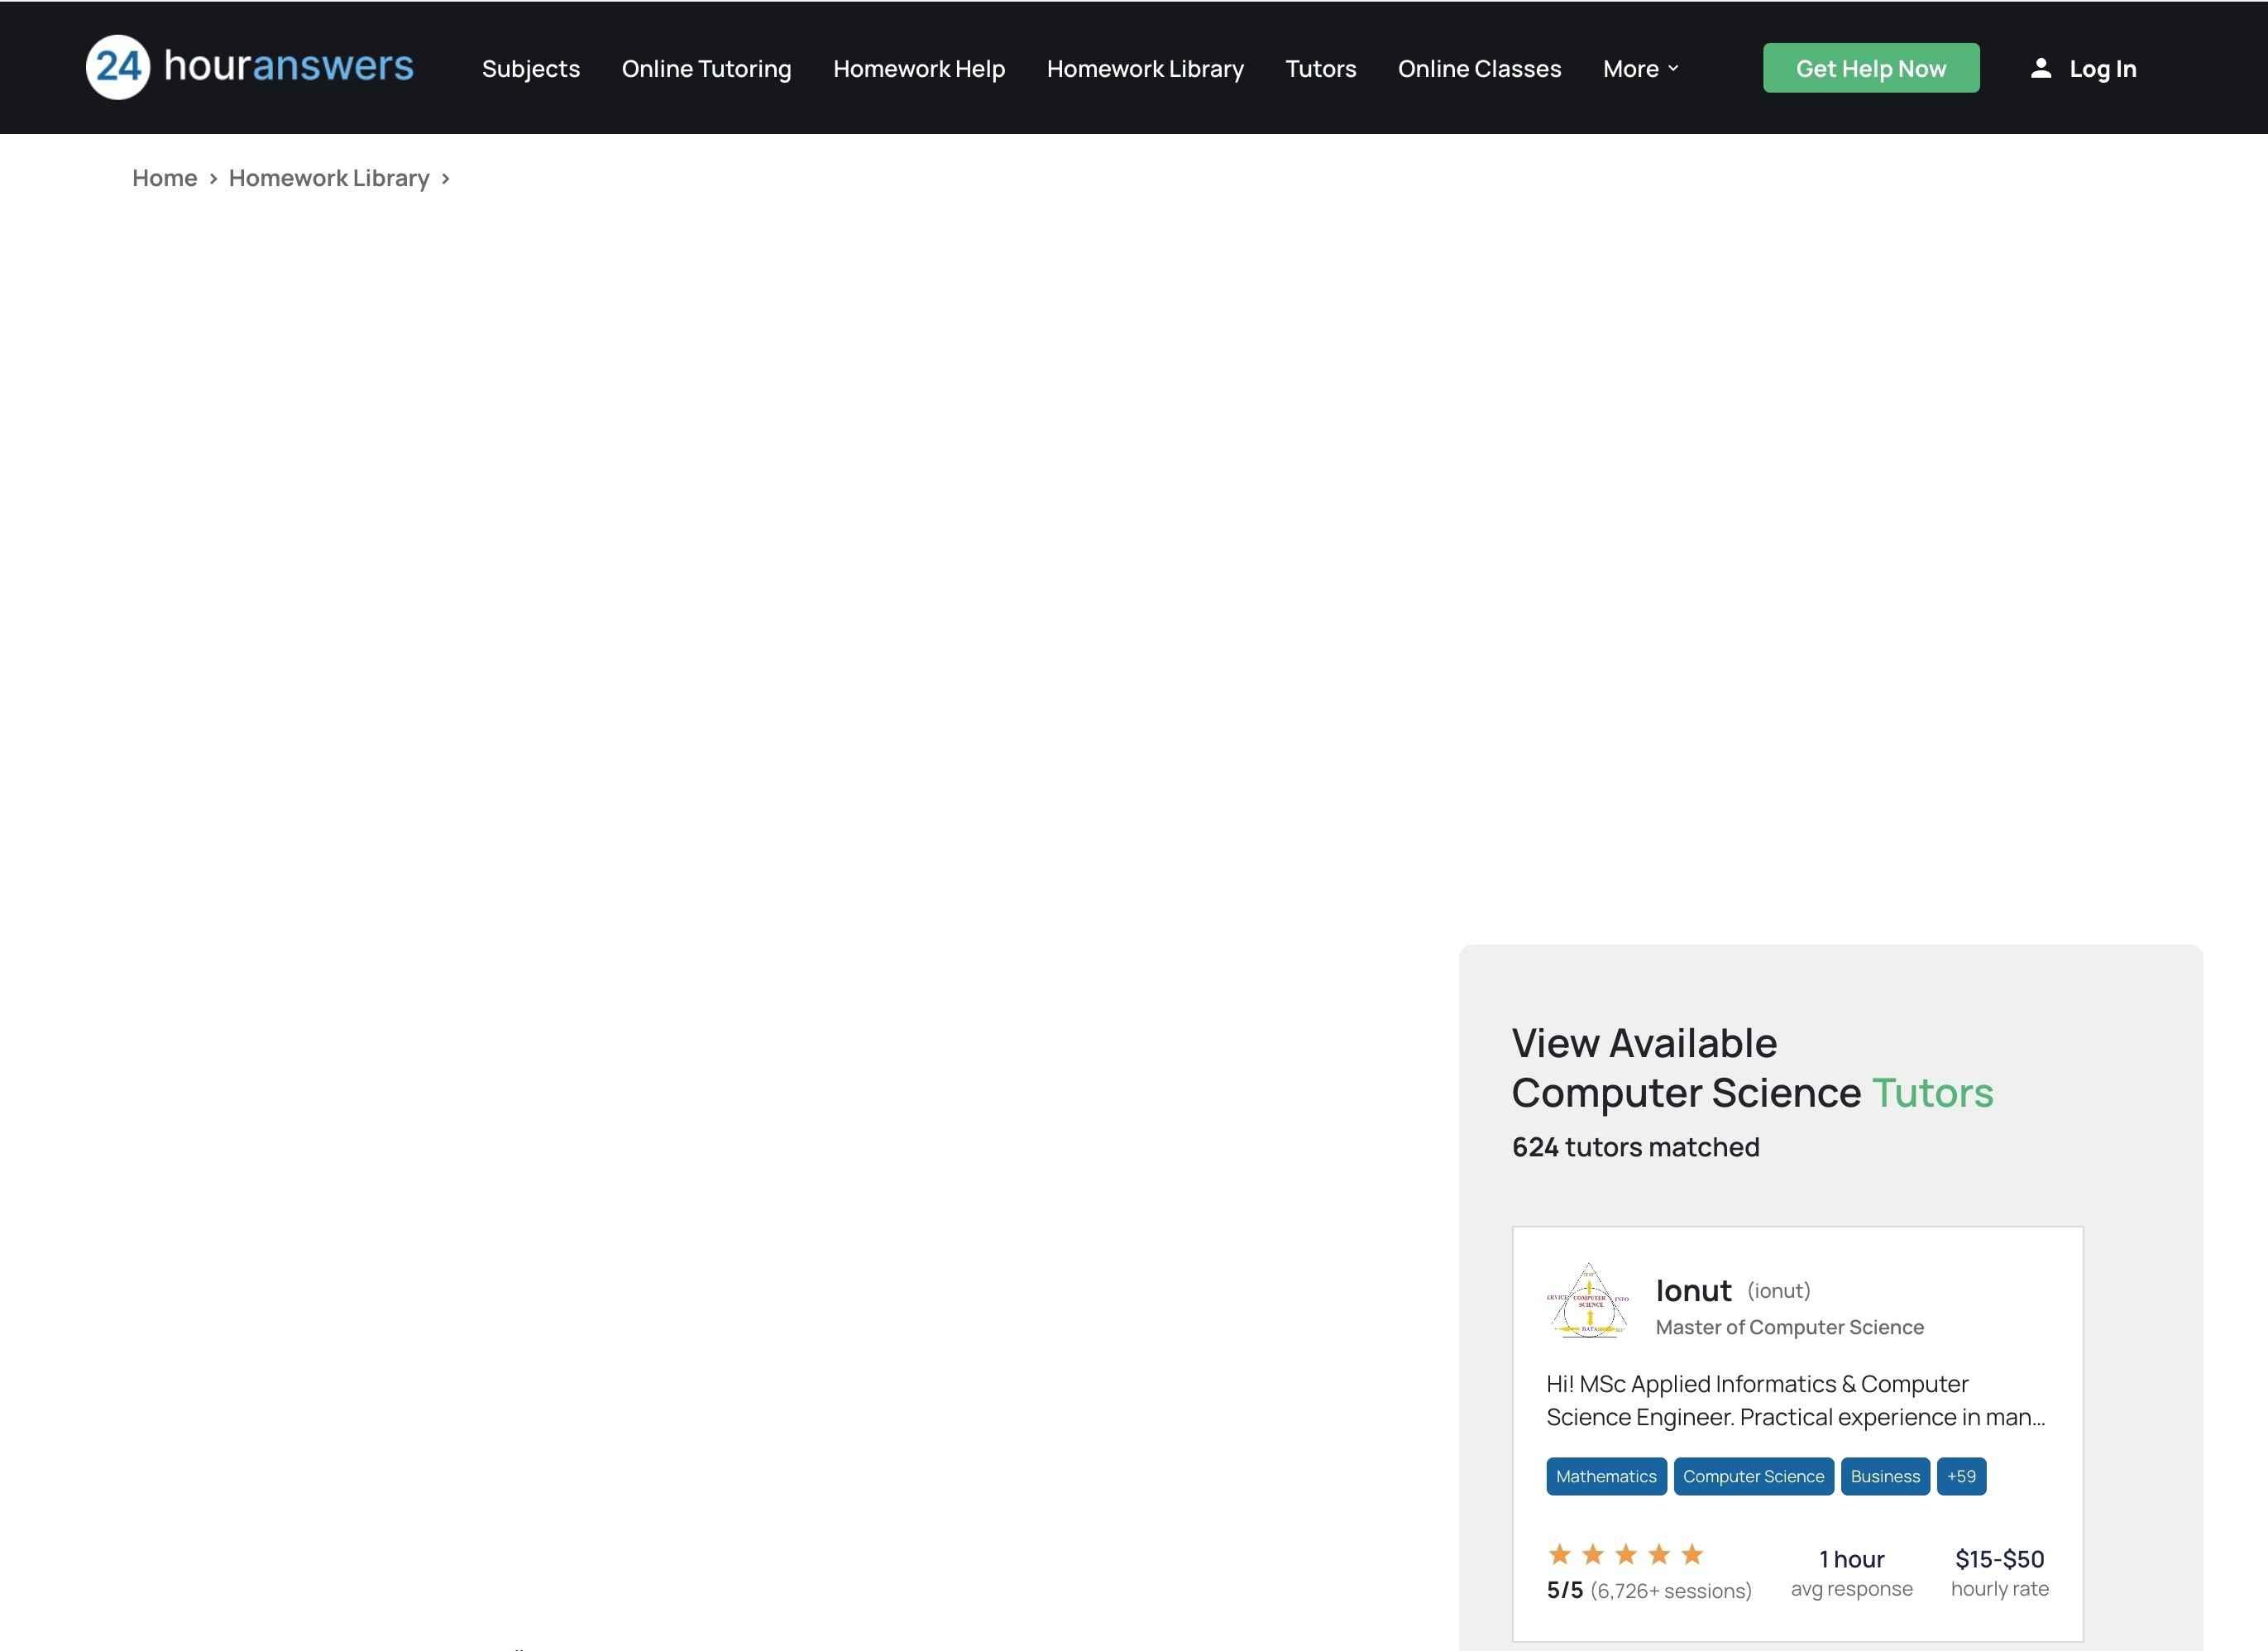 24 houranswers
Subjects
Online Tutoring
Homework Help
Homework Library
Tutors
Online Classes
More
Get Help Now
Log In
Home › Homework Library ›
View Available
Computer Science Tutors
624 tutors matched
COMPUTER
SCIENCE
DATA
Ionut (ionut)
Master of Computer Science
Hi! MSc Applied Informatics & Computer
Science Engineer. Practical experience in man...
Mathematics
Computer Science
Business
+59
5/5 (6,726+ sessions)
1 hour
avg response
$15-$50
hourly rate